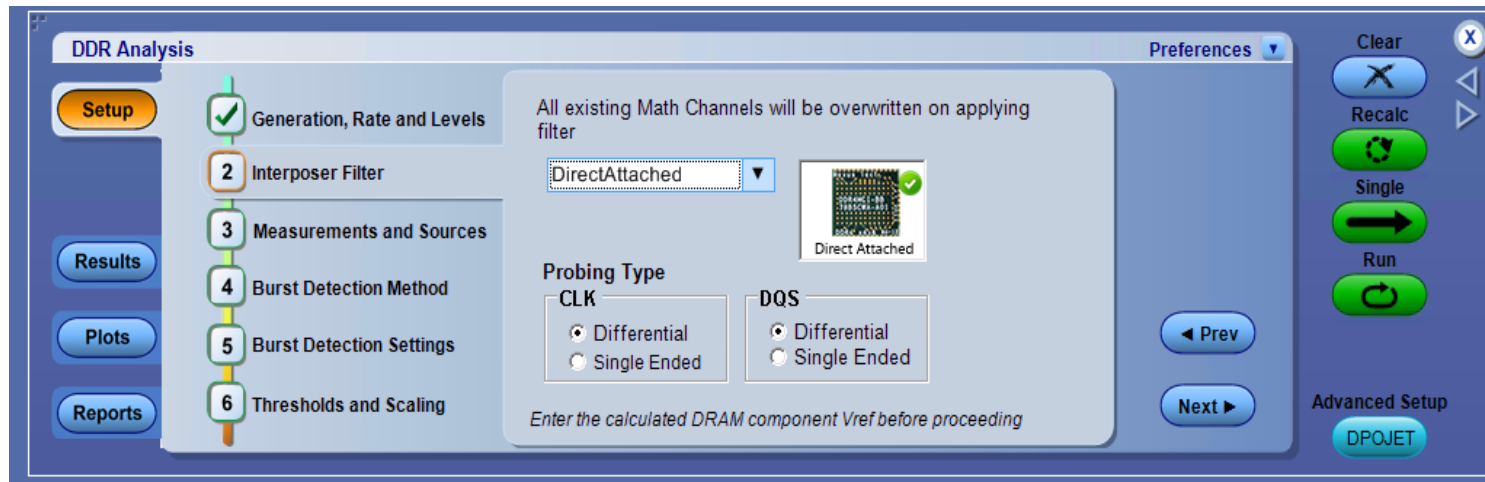 DDR Analysis
Preferences
Setup
Results
Plots
Reports
Generation, Rate and Levels
2 Interposer Filter
3 Measurements and Sources
4 Burst Detection Method
5 Burst Detection Settings
6 Thresholds and Scaling
All existing Math Channels will be overwritten on applying
filter
DirectAttached
Direct Attached
Probing Type
CLK
Differential
Single Ended
DQS
Differential
Single Ended
Enter the calculated DRAM component Vref before proceeding
Prev
Next
Clear
X
Recalc
Single
Run
Advanced Setup
DPOJET